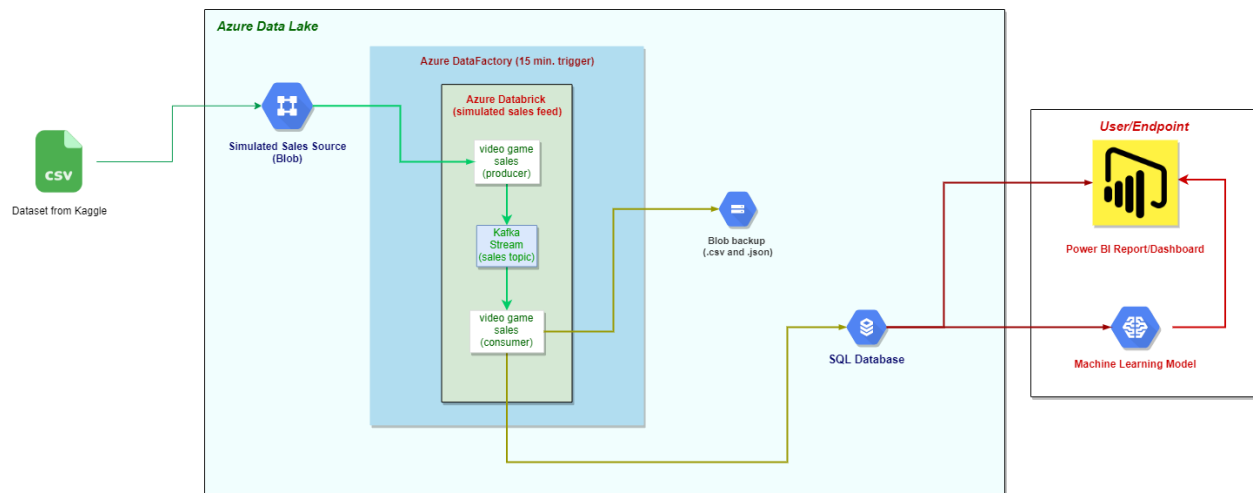 Azure Data Lake
Azure DataFactory (15 min. trigger)
Azure Databrick
(simulated sales feed)
User/Endpoint
CSV
Dataset from Kaggle
Simulated Sales Source
(Blob)
video game
sales
(producer)
Kafka
Stream
(sales topic)
video game
sales
(consumer)
Blob backup
(.csv and .json)
SQL Database
Power BI Report/Dashboard
Machine Learning Model